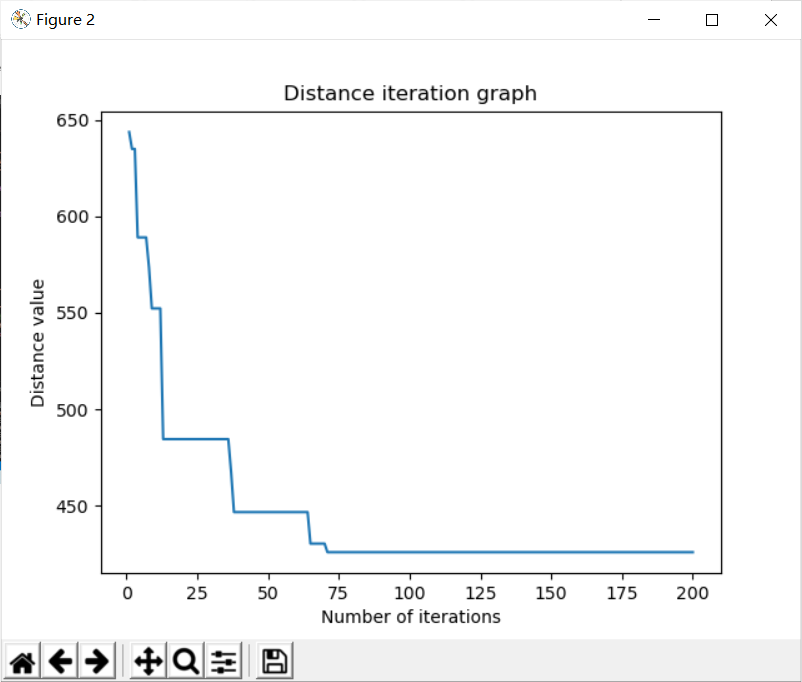 Figure 2
Distance iteration graph
650
600
550
500
450
Distance value
0 25 50 75 100 125 150 175 200
Number of iterations